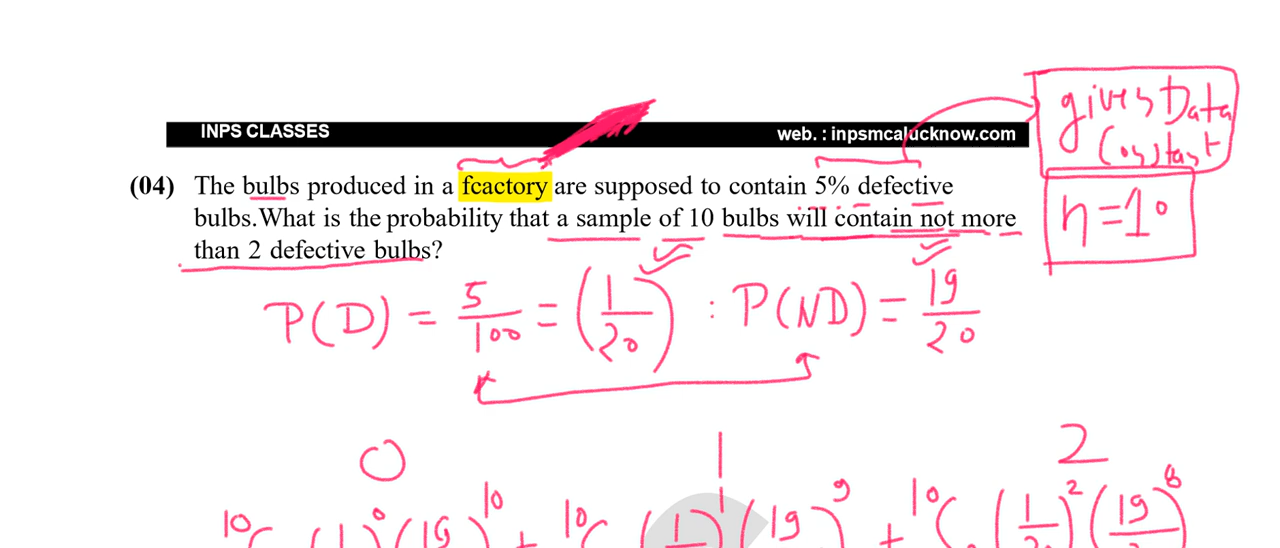 INPS CLASSES
web. : inpsmcalucknow.com
gives Data
Constast
n=10
(04) The bulbs produced in a fcactory are supposed to contain 5% defective
bulbs.What is the probability that a sample of 10 bulbs will contain not more
than 2 defective bulbs?
P(D) = 5/100 = (1/20) : P(ND) = 19/20
0 1 2